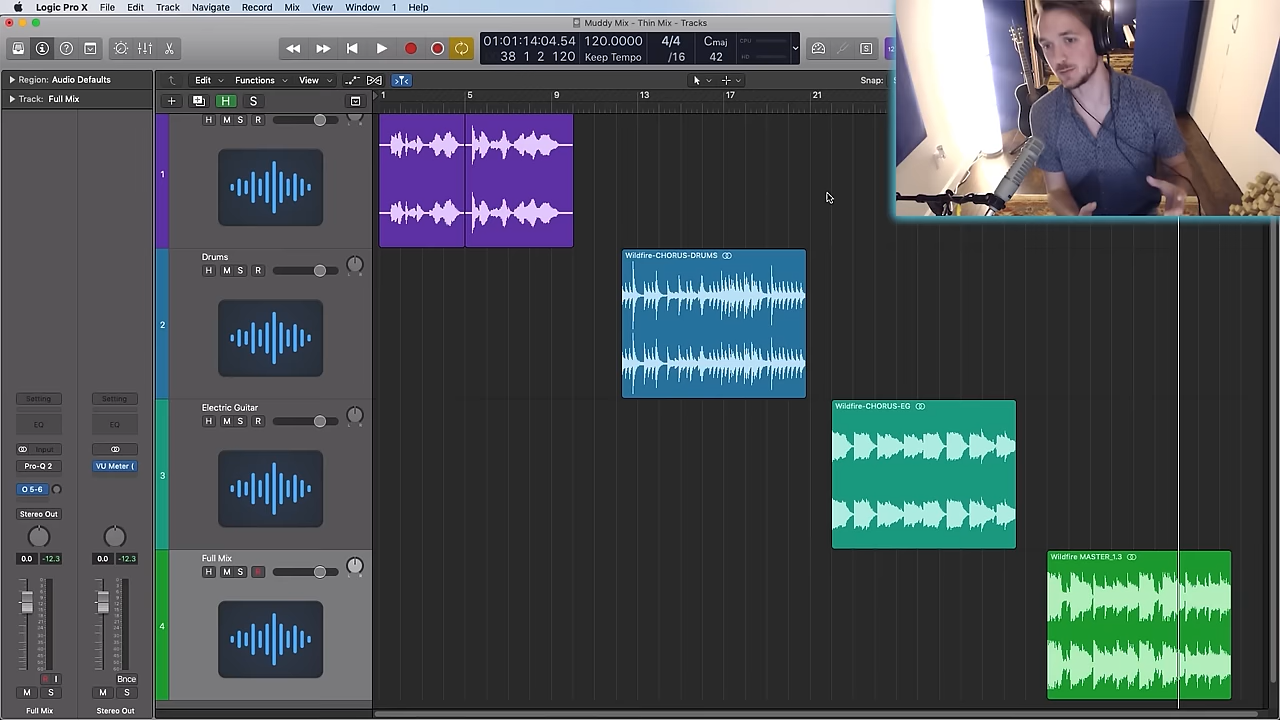 Logic Pro X File Edit Track Navigate Record Mix View Window 1 Help
Muddy Mix - Thin Mix - Tracks
01:01:14:04.54 120.0000 4/4 Cmaj CPU
38 1 2 120 Keep Tempo /16 42 HD
Region: Audio Defaults
Edit Functions View Snap:
Track: Full Mix
H S
1 5 9 13 17 21
H M S R
1
Drums
H M S R
2
Wildfire-CHORUS-DRUMS
Electric Guitar
H M S R
3
Wildfire-CHORUS-EG
Full Mix
H M S R
4
Wildfire MASTER_1.3
Setting Setting
EQ EQ
Input
Pro-Q 2 VU Meter (
O 5-6
Stereo Out
0.0 -12.3 0.0 -12.3
R I Bnce
M S M S
Full Mix Stereo Out